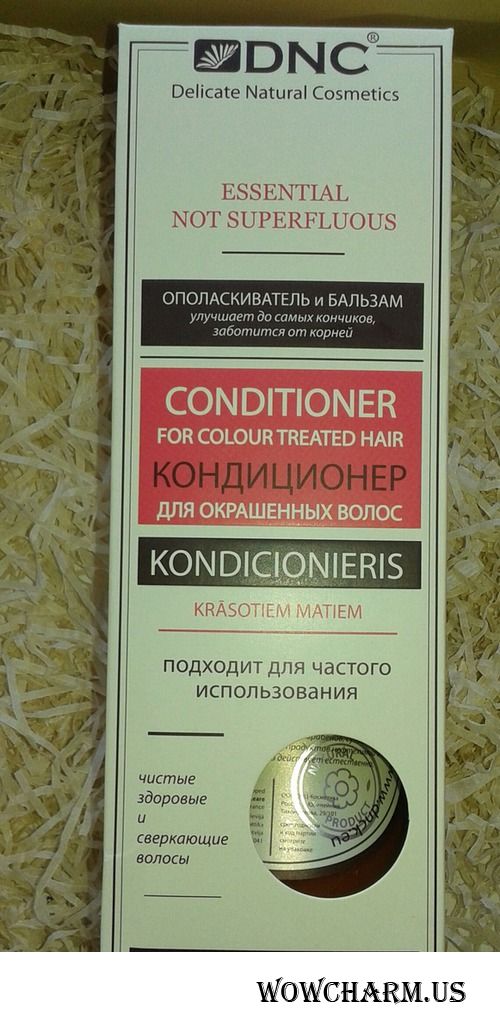 DNC®
Delicate Natural Cosmetics
ESSENTIAL
NOT SUPERFLUOUS
ОПОЛАСКИВАТЕЛЬ и БАЛЬЗАМ
улучшает до самых кончиков,
заботится от корней
CONDITIONER
FOR COLOUR TREATED HAIR
КОНДИЦИОНЕР
ДЛЯ ОКРАШЕННЫХ ВОЛОС
KONDICIONIERIS
KRĀSOTIEM MATIEM
ПОДХОДИТ ДЛЯ ЧАСТОГО
ИСПОЛЬЗОВАНИЯ
чистые
здоровые
и
сверкающие
волосы
PRODUCT
WOWCHARM.US